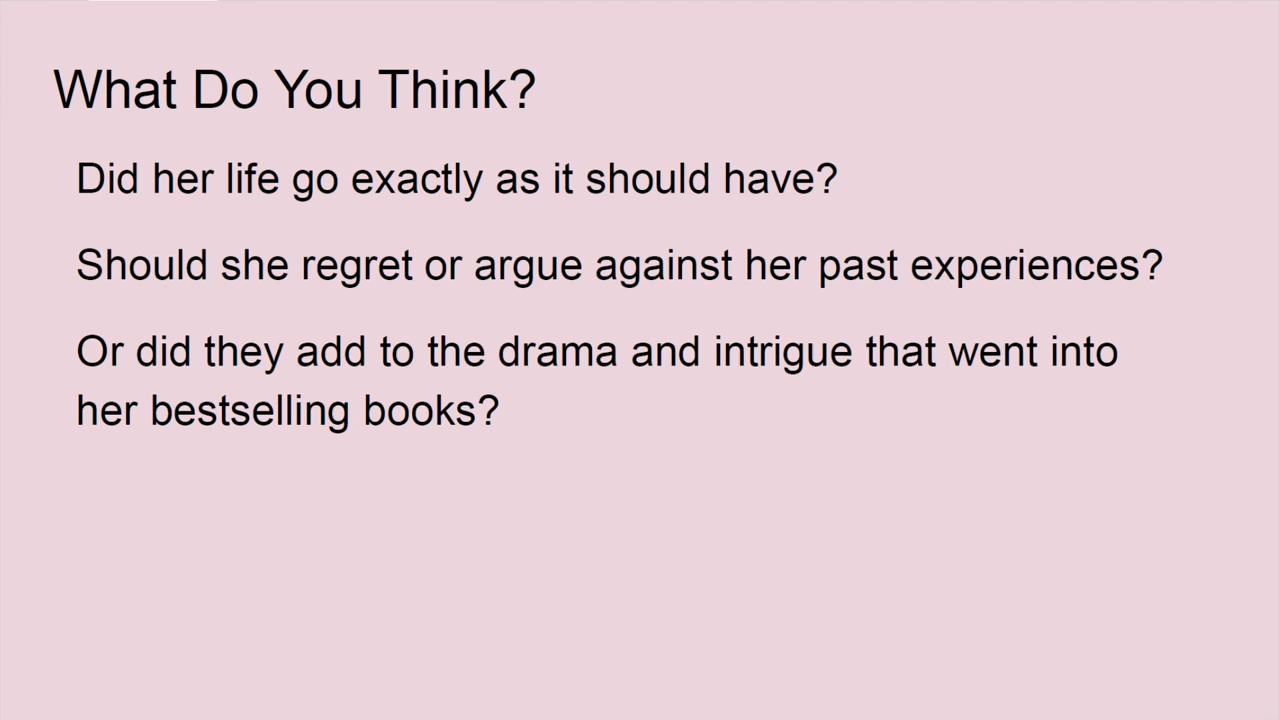 What Do You Think?
Did her life go exactly as it should have?
Should she regret or argue against her past experiences?
Or did they add to the drama and intrigue that went into
her bestselling books?